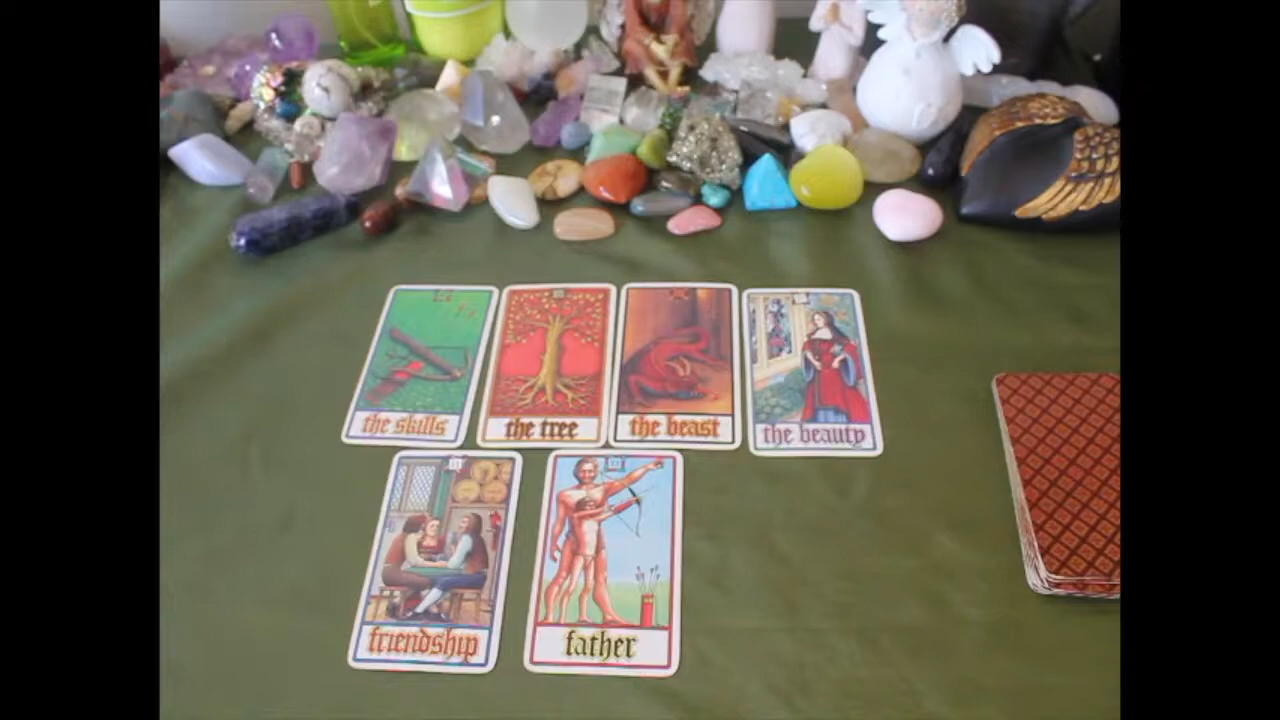 the skills
the tree
the beast
the beauty
friendship
father